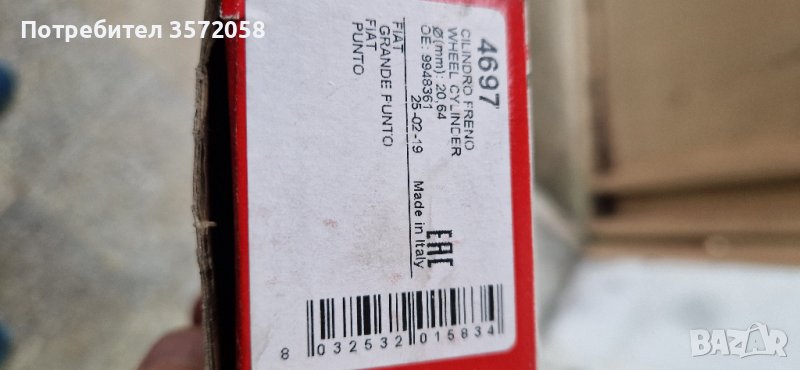 Потребител 3572058
4697
CILINDRO FRENO
WHEEL CYLINDER
Ø(mm): 20,64
OE: 9948361
25-02-19 Made in Italy
EAC
FIAT
GRANDE PUNTO
FIAT
PUNTO
8 032532 015834
BAZAR